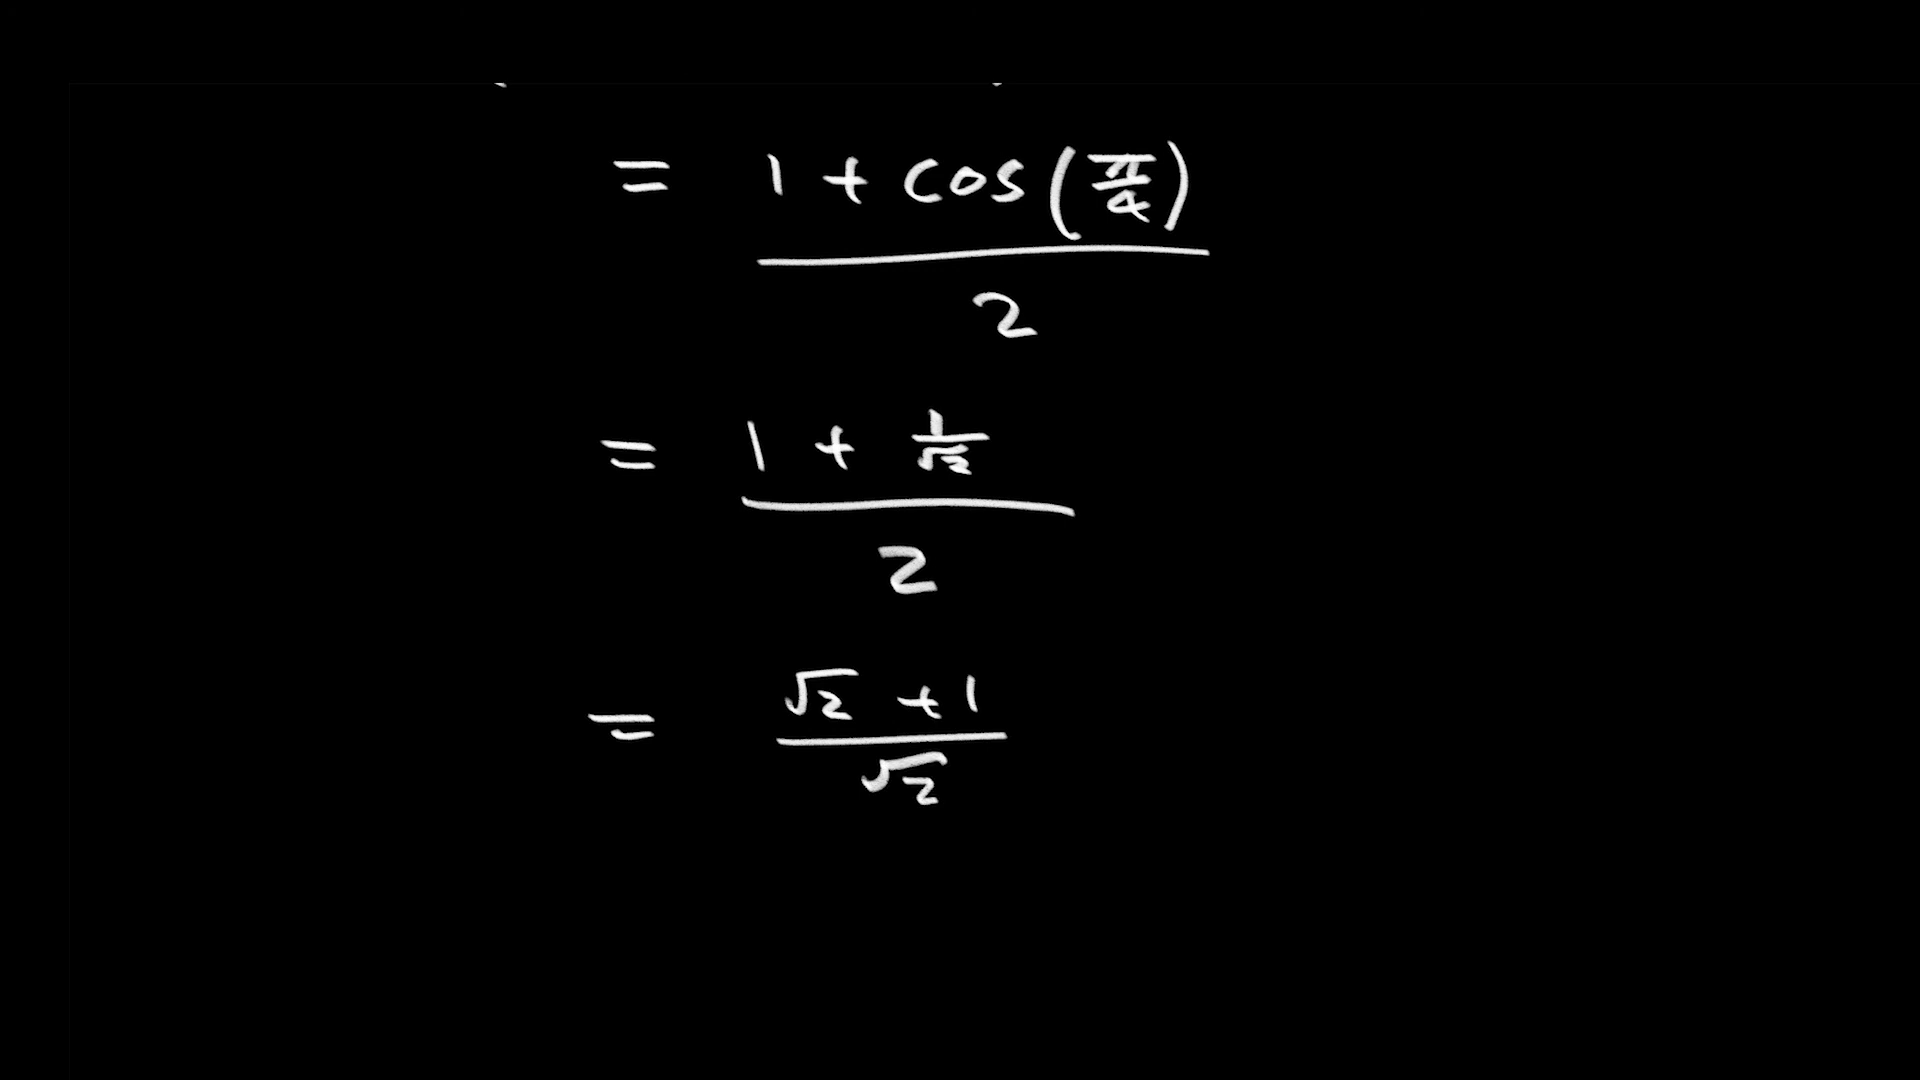 = (1 + cos(π/4))/2
= (1 + 1/√2)/2
= (√2 + 1)/√2